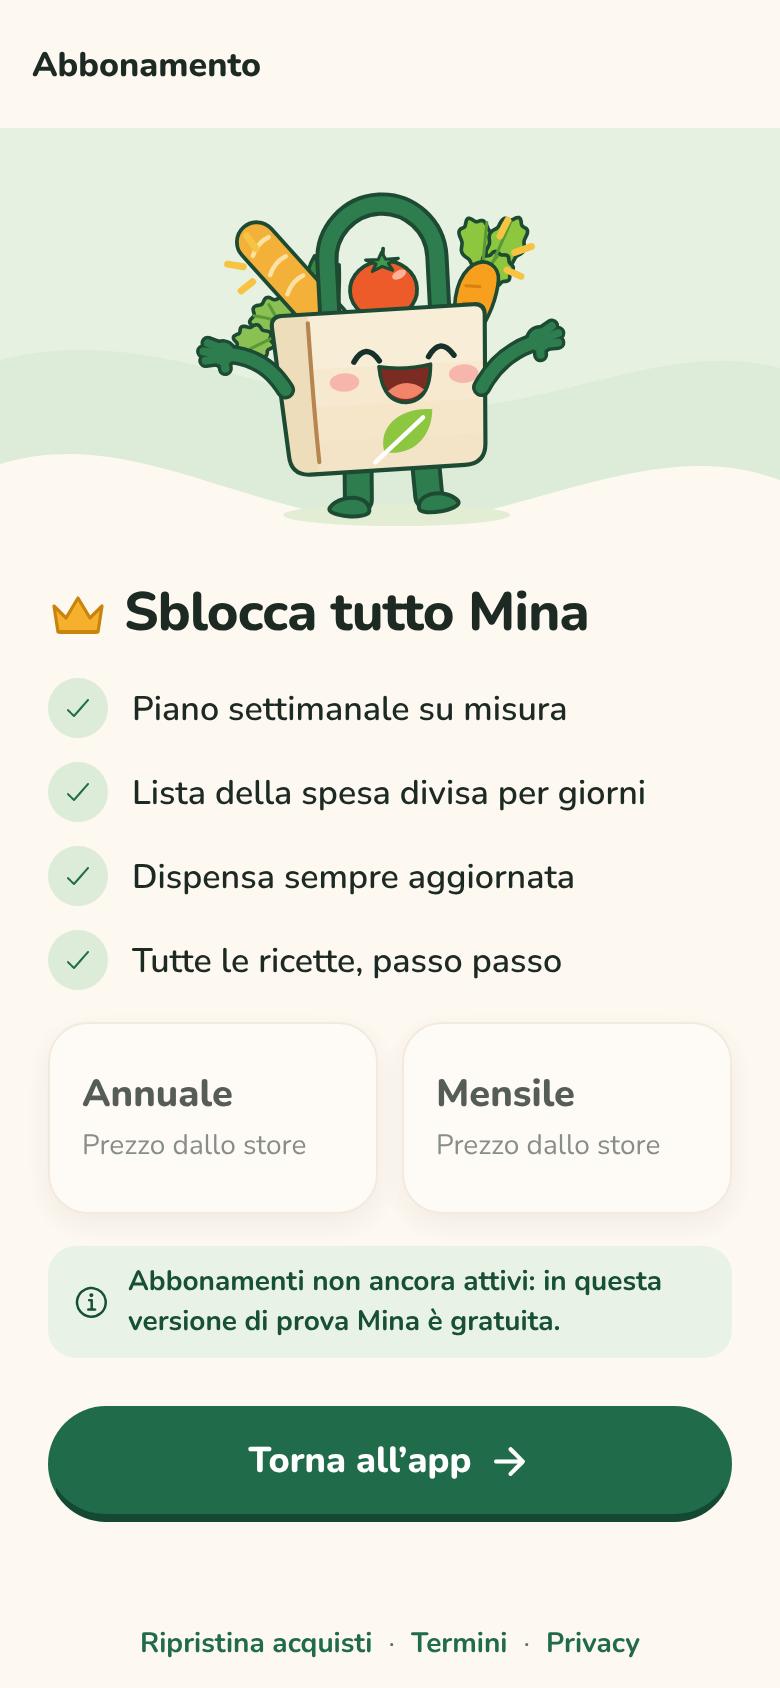 Abbonamento
Sblocca tutto Mina
Piano settimanale su misura
Lista della spesa divisa per giorni
Dispensa sempre aggiornata
Tutte le ricette, passo passo
Annuale
Prezzo dallo store
Mensile
Prezzo dallo store
Abbonamenti non ancora attivi: in questa
versione di prova Mina è gratuita.
Torna all’app
Ripristina acquisti · Termini · Privacy